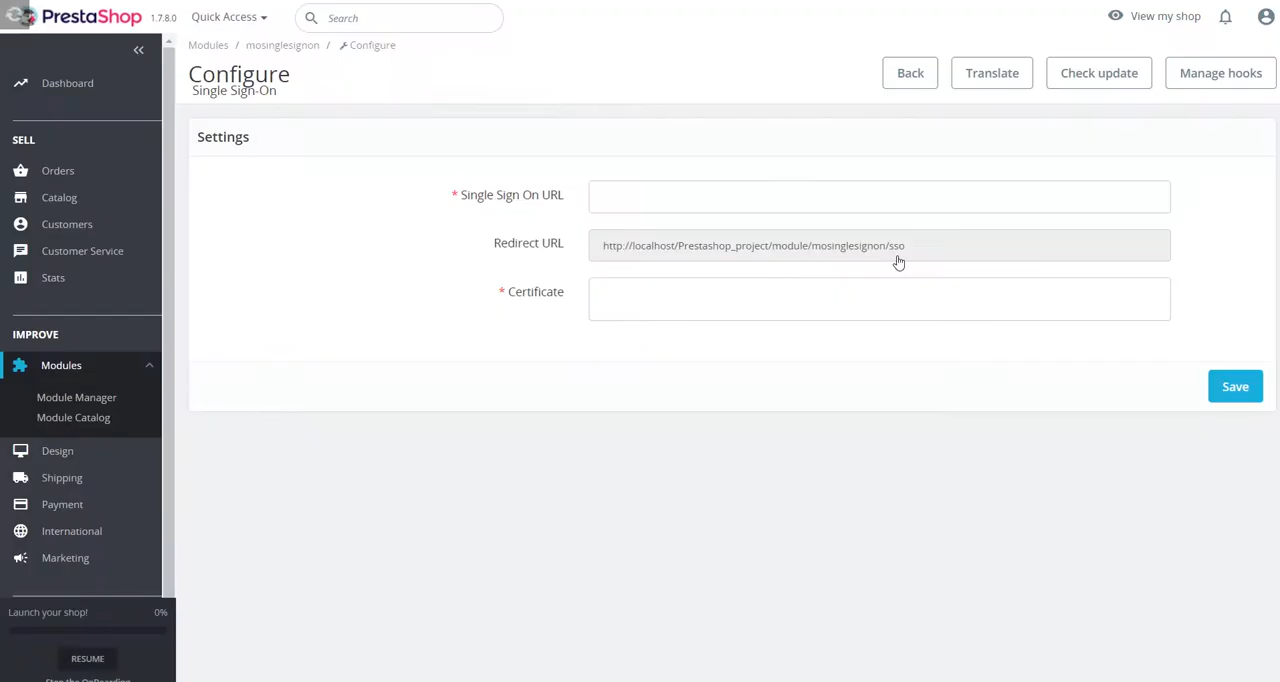 PrestaShop 1.7.8.0 Quick Access Search View my shop
Modules / mosinglesignon / Configure
Configure
Single Sign-On
Back Translate Check update Manage hooks
Dashboard
SELL
Orders
Catalog
Customers
Customer Service
Stats
IMPROVE
Modules
Module Manager
Module Catalog
Design
Shipping
Payment
International
Marketing
Launch your shop! 0%
RESUME
Stop the OnBoarding
Settings
* Single Sign On URL
Redirect URL http://localhost/Prestashop_project/module/mosinglesignon/sso
* Certificate
Save